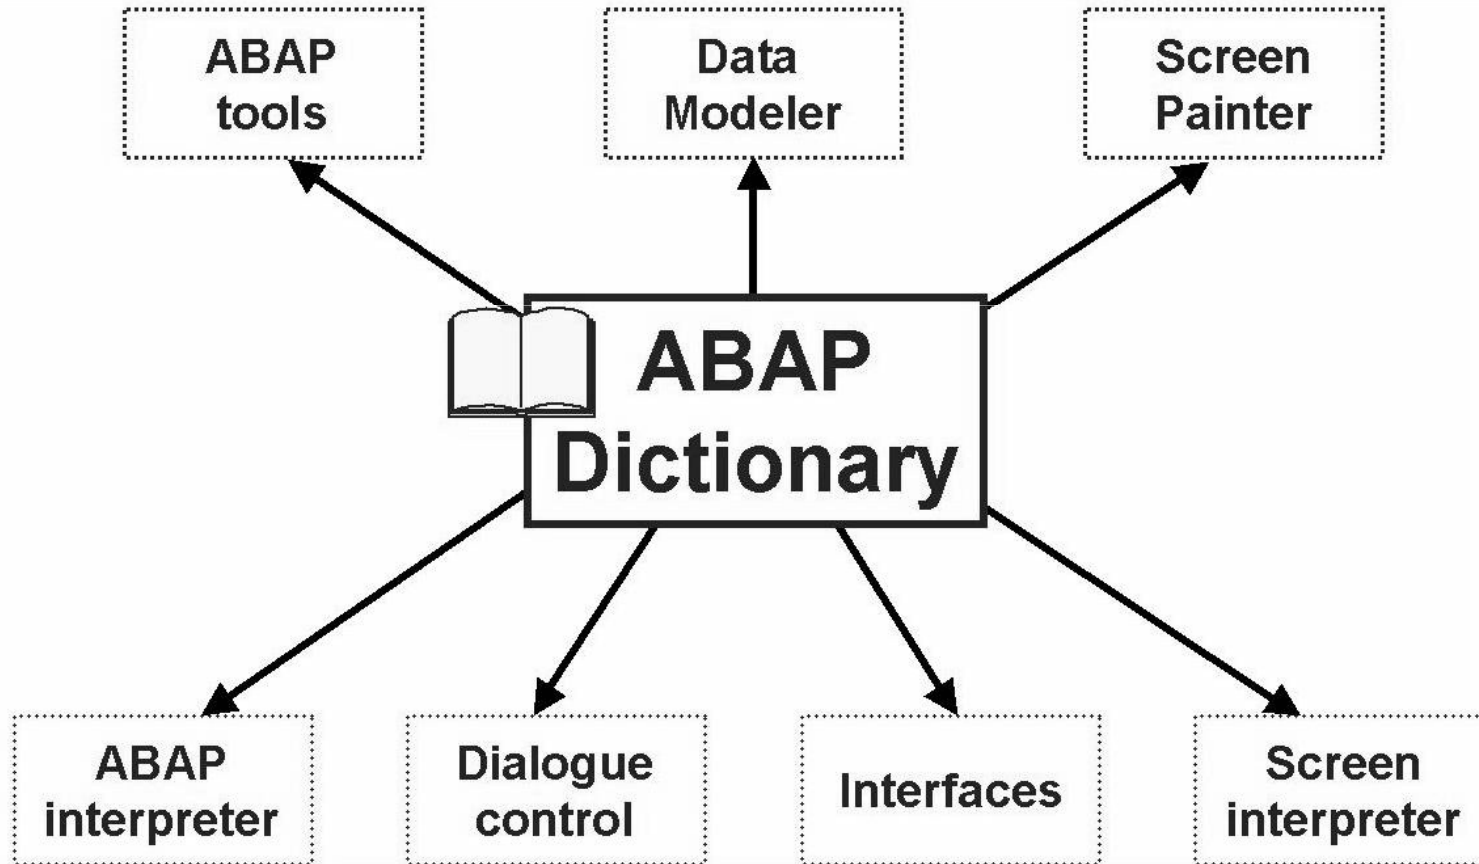 ABAP
tools
Data
Modeler
Screen
Painter
ABAP
Dictionary
ABAP
interpreter
Dialogue
control
Interfaces
Screen
interpreter